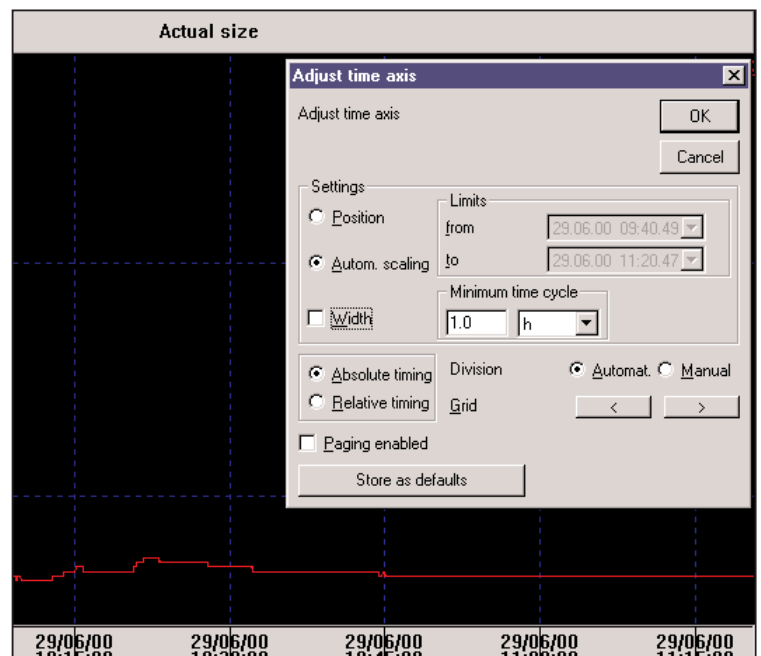 Actual size
Adjust time axis
Adjust time axis
OK
Cancel
Settings
Position
Autom. scaling
Width
Limits
from 29.06.00 09:40.49
to 29.06.00 11:20.47
Minimum time cycle
1.0 h
Absolute timing
Relative timing
Division Automat. Manual
Grid < >
Paging enabled
Store as defaults
29/06/00 29/06/00 29/06/00 29/06/00 29/06/00